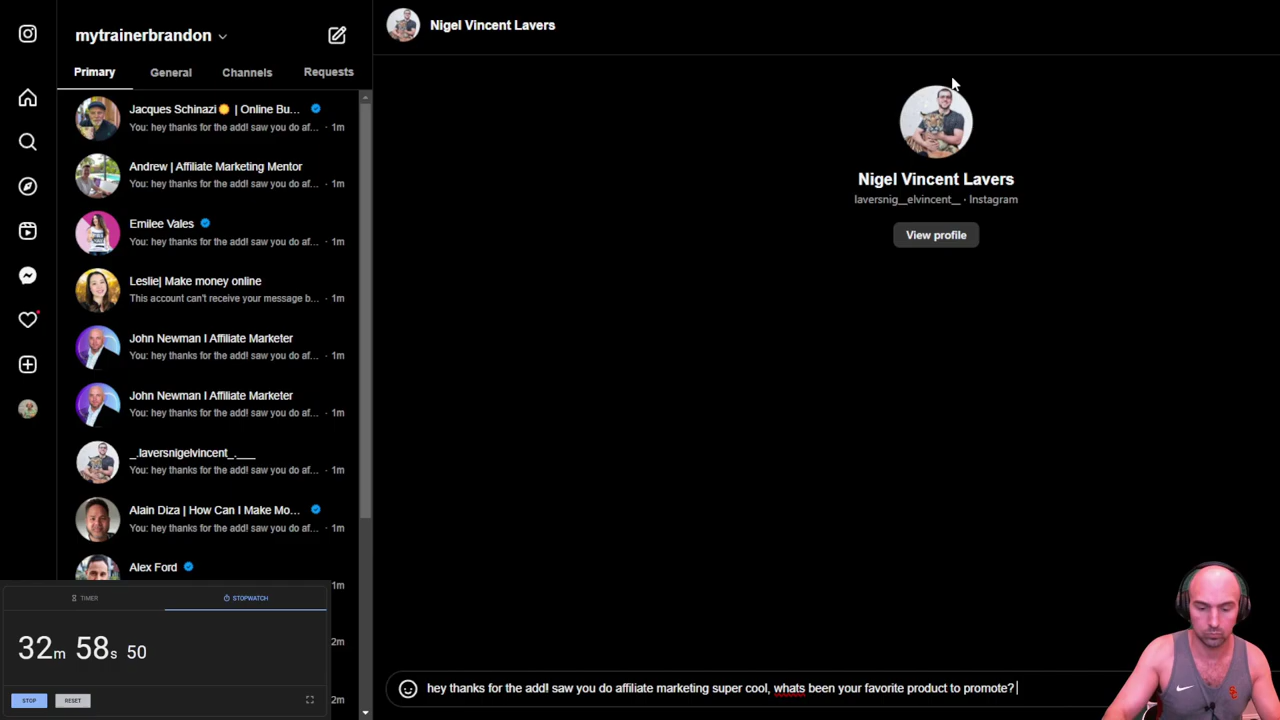 mytrainerbrandon
Primary General Channels Requests
Jacques Schinazi | Online Bu...
You: hey thanks for the add! saw you do af... · 1m
Andrew | Affiliate Marketing Mentor
You: hey thanks for the add! saw you do af... · 1m
Emilee Vales
You: hey thanks for the add! saw you do af... · 1m
Leslie| Make money online
This account can't receive your message b... · 1m
John Newman I Affiliate Marketer
You: hey thanks for the add! saw you do af... · 1m
John Newman I Affiliate Marketer
You: hey thanks for the add! saw you do af... · 1m
_.laversnigelvincent_.___
You: hey thanks for the add! saw you do af... · 1m
Alain Diza | How Can I Make Mo...
You: hey thanks for the add! saw you do af... · 1m
Alex Ford
1m
2m
2m
TIMER STOPWATCH
32m 58s 50
STOP RESET
Nigel Vincent Lavers
Nigel Vincent Lavers
laversnig__elvincent__ · Instagram
View profile
hey thanks for the add! saw you do affiliate marketing super cool, whats been your favorite product to promote?